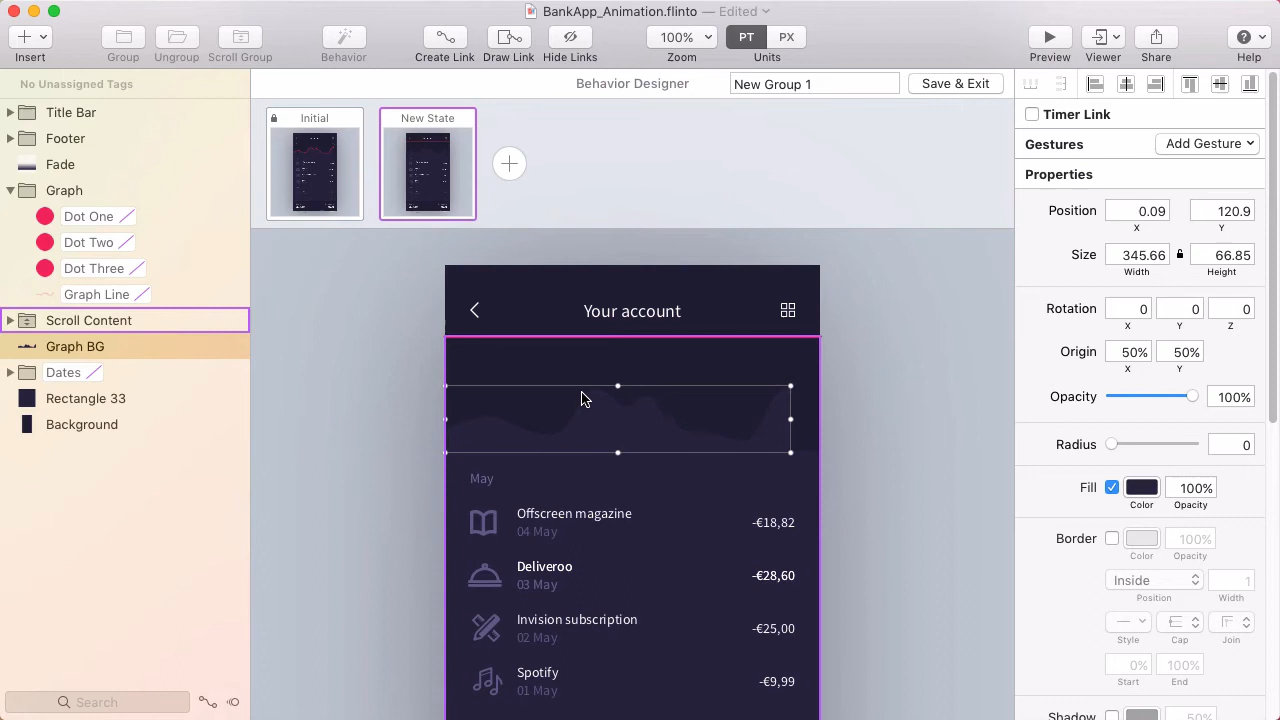 BankApp_Animation.flinto — Edited
Insert
Group
Ungroup
Scroll Group
Behavior
Create Link
Draw Link
Hide Links
100%
Zoom
PT
PX
Units
Preview
Viewer
Share
Help
No Unassigned Tags
Behavior Designer
New Group 1
Save & Exit
Title Bar
Footer
Fade
Graph
Dot One
Dot Two
Dot Three
Graph Line
Scroll Content
Graph BG
Dates
Rectangle 33
Background
Search
Initial
New State
Your account
May
Offscreen magazine
04 May
-€18,82
Deliveroo
03 May
-€28,60
Invision subscription
02 May
-€25,00
Spotify
01 May
-€9,99
Timer Link
Gestures
Add Gesture
Properties
Position
0.09
120.9
X
Y
Size
345.66
66.85
Width
Height
Rotation
0
0
0
X
Y
Z
Origin
50%
50%
X
Y
Opacity
100%
Radius
0
Fill
100%
Color
Opacity
Border
100%
Color
Opacity
Inside
1
Position
Width
Style
Cap
Join
0%
100%
Start
End
Shadow
50%